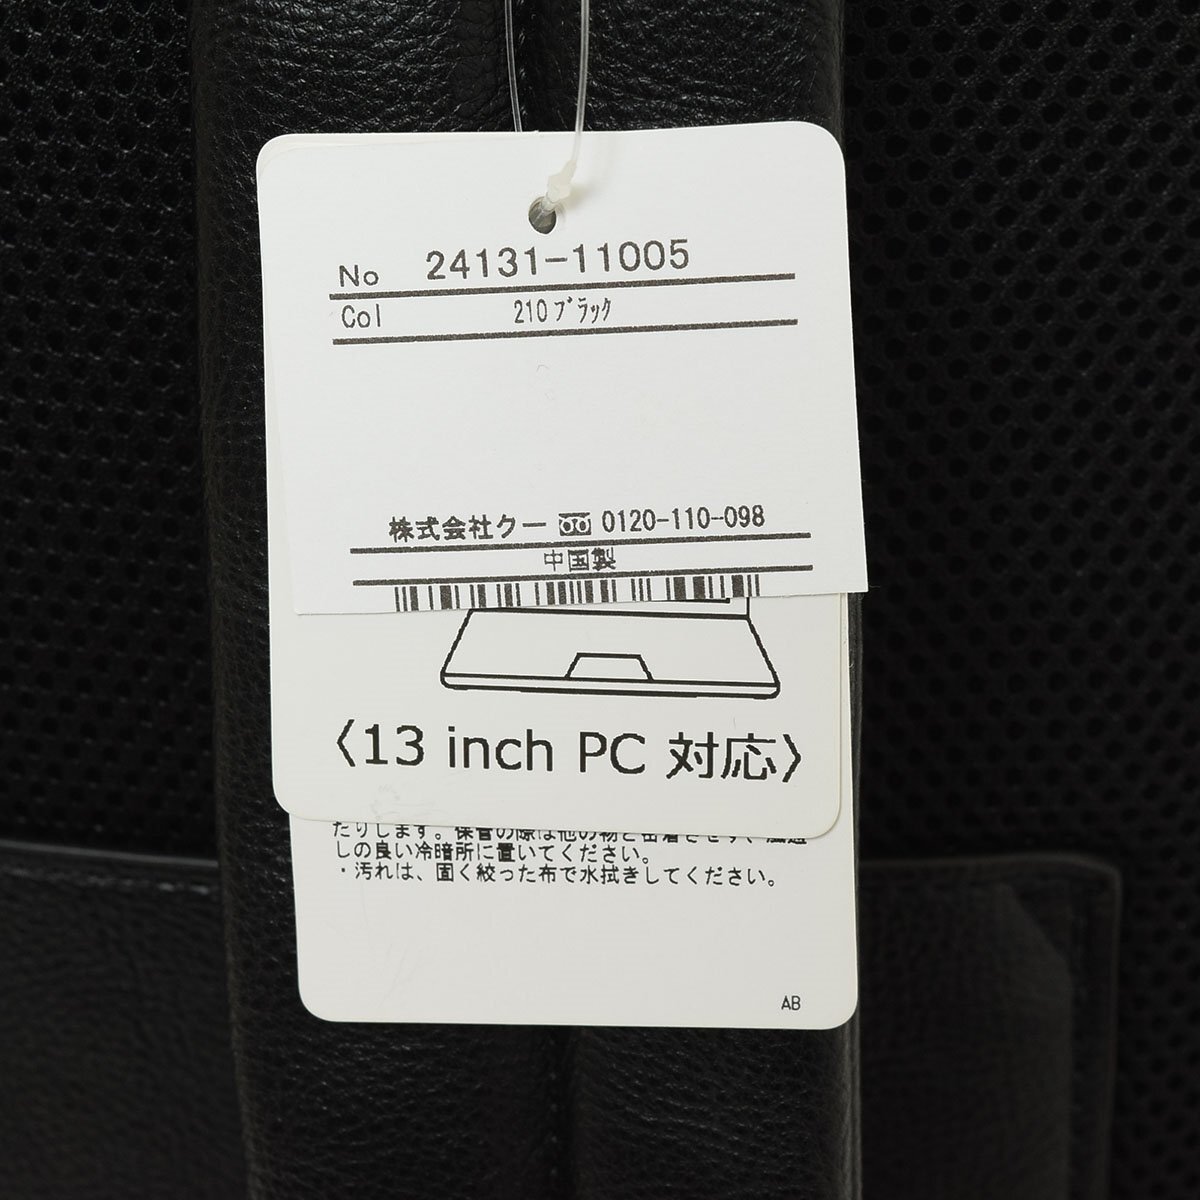 No 24131-11005
Col 210 ﾌﾞﾗｯｸ
株式会社クー 0120-110-098
中国製
〈13 inch PC 対応〉
たりします。保管の際は他の物と密着させず、風通
しの良い冷暗所に置いてください。
・汚れは、固く絞った布で水拭きしてください。
AB